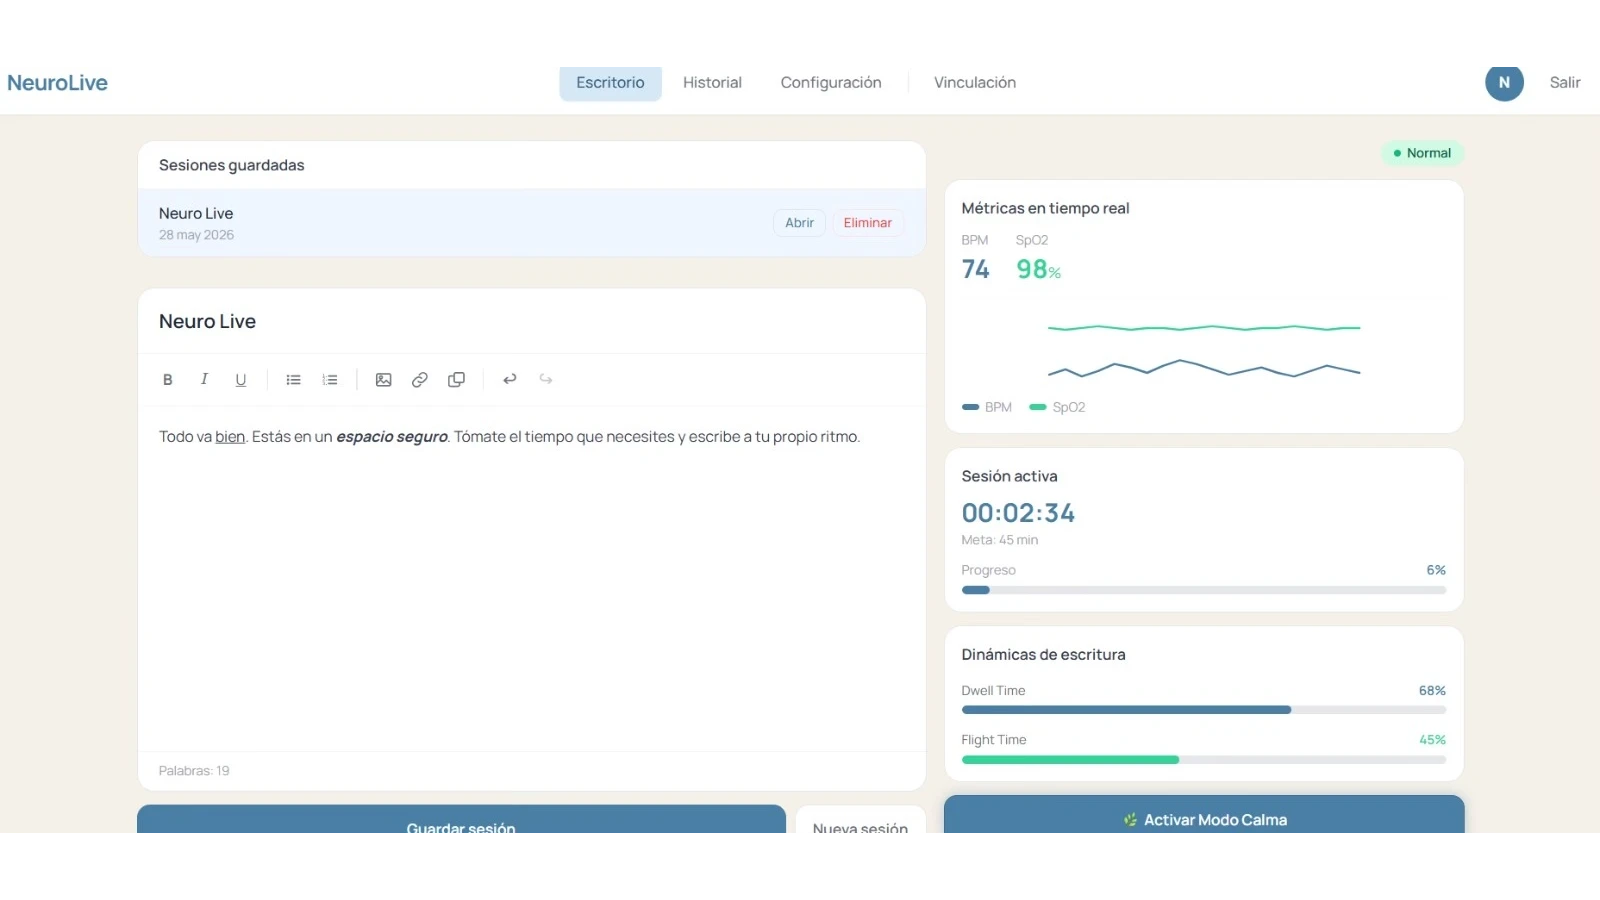 NeuroLive
Escritorio
Historial
Configuración
Vinculación
N
Salir
Sesiones guardadas
Neuro Live
28 may 2026
Abrir
Eliminar
Neuro Live
B I U
Todo va bien. Estás en un espacio seguro. Tómate el tiempo que necesites y escribe a tu propio ritmo.
Palabras: 19
Guardar sesión
Nueva sesión
Normal
Métricas en tiempo real
BPM SpO2
74 98%
BPM SpO2
Sesión activa
00:02:34
Meta: 45 min
Progreso 6%
Dinámicas de escritura
Dwell Time 68%
Flight Time 45%
Activar Modo Calma